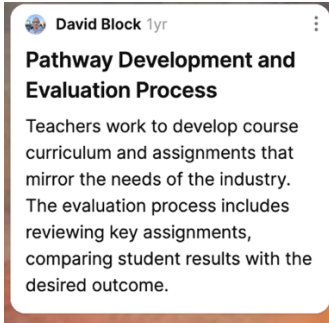 David Block 1yr
Pathway Development and
Evaluation Process
Teachers work to develop course
curriculum and assignments that
mirror the needs of the industry.
The evaluation process includes
reviewing key assignments,
comparing student results with the
desired outcome.